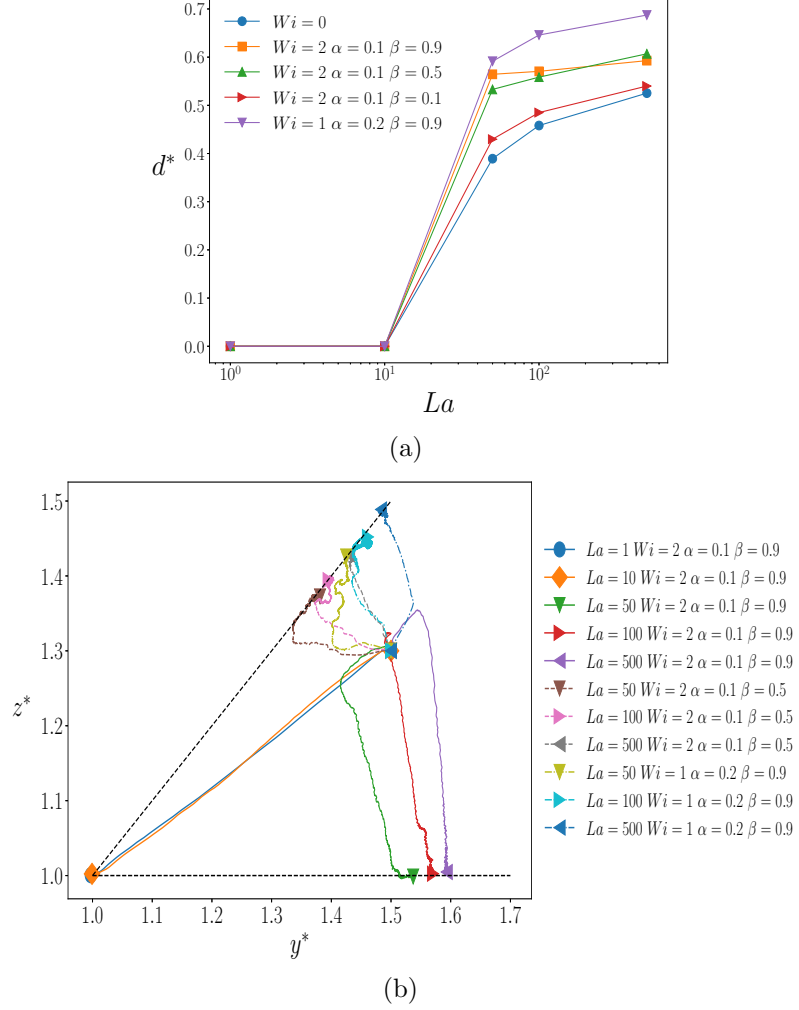 0.7
0.6
0.5
0.4
0.3
0.2
0.1
0.0
d*
Wi = 0
Wi = 2 α = 0.1 β = 0.9
Wi = 2 α = 0.1 β = 0.5
Wi = 2 α = 0.1 β = 0.1
Wi = 1 α = 0.2 β = 0.9
10⁰ 10¹ 10²
La
(a)
1.5
1.4
1.3
1.2
1.1
1.0
z*
1.0 1.1 1.2 1.3 1.4 1.5 1.6 1.7
y*
La = 1 Wi = 2 α = 0.1 β = 0.9
La = 10 Wi = 2 α = 0.1 β = 0.9
La = 50 Wi = 2 α = 0.1 β = 0.9
La = 100 Wi = 2 α = 0.1 β = 0.9
La = 500 Wi = 2 α = 0.1 β = 0.9
La = 50 Wi = 2 α = 0.1 β = 0.5
La = 100 Wi = 2 α = 0.1 β = 0.5
La = 500 Wi = 2 α = 0.1 β = 0.5
La = 50 Wi = 1 α = 0.2 β = 0.9
La = 100 Wi = 1 α = 0.2 β = 0.9
La = 500 Wi = 1 α = 0.2 β = 0.9
(b)